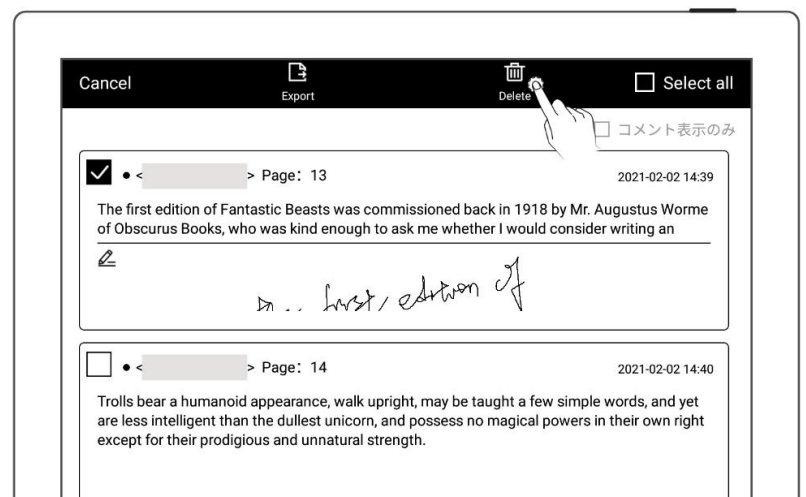 Cancel
Export
Delete
Select all
コメント表示のみ
• < > Page: 13
2021-02-02 14:39
The first edition of Fantastic Beasts was commissioned back in 1918 by Mr. Augustus Worme
of Obscurus Books, who was kind enough to ask me whether I would consider writing an
first, edition of
• < > Page: 14
2021-02-02 14:40
Trolls bear a humanoid appearance, walk upright, may be taught a few simple words, and yet
are less intelligent than the dullest unicorn, and possess no magical powers in their own right
except for their prodigious and unnatural strength.